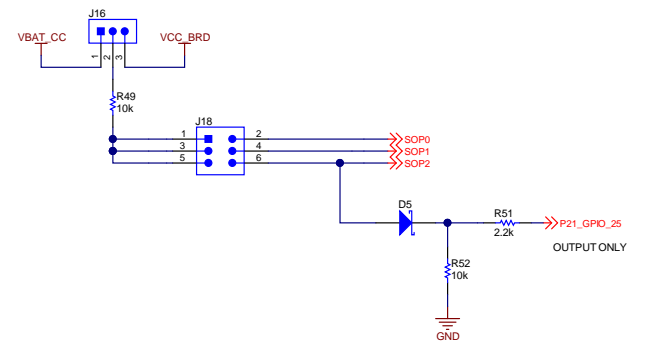 J16
VBAT_CC
VCC_BRD
1
2
3
R49
10k
J18
1
2
SOP0
3
4
SOP1
5
6
SOP2
D5
R51
2.2k
P21_GPIO_25
OUTPUT ONLY
R52
10k
GND